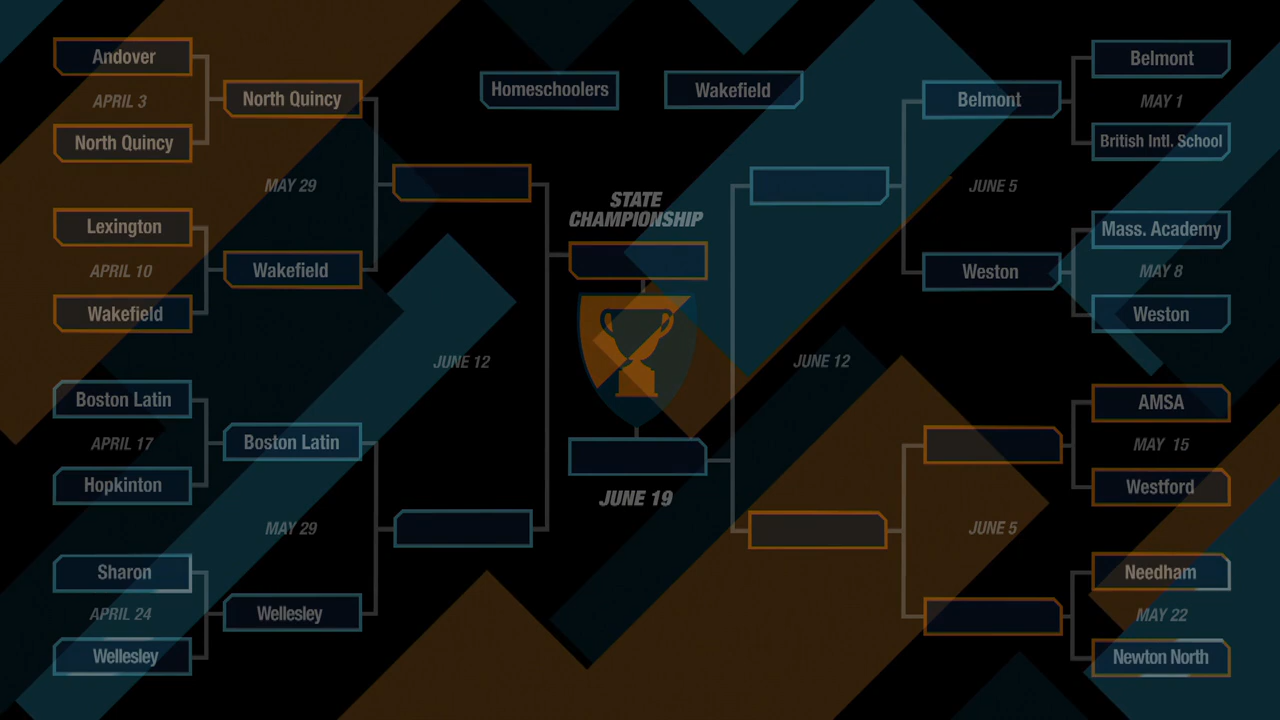 Andover
APRIL 3
North Quincy
North Quincy
MAY 29
Lexington
APRIL 10
Wakefield
Wakefield
Boston Latin
APRIL 17
Hopkinton
Boston Latin
MAY 29
Sharon
APRIL 24
Wellesley
Wellesley
JUNE 12
Homeschoolers
Wakefield
STATE
CHAMPIONSHIP
JUNE 19
JUNE 12
Belmont
JUNE 5
Weston
JUNE 5
Belmont
MAY 1
British Intl. School
Mass. Academy
MAY 8
Weston
AMSA
MAY 15
Westford
Needham
MAY 22
Newton North